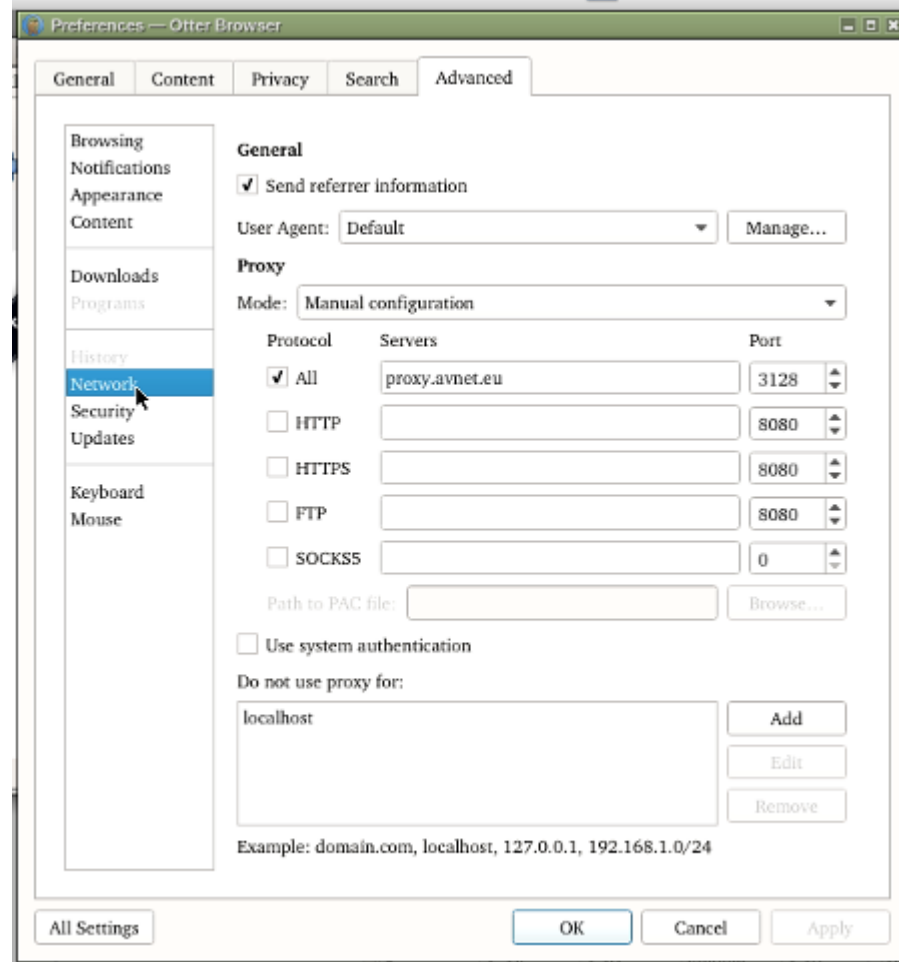 Preferences — Otter Browser
General Content Privacy Search Advanced
Browsing
Notifications
Appearance
Content
Downloads
Programs
History
Network
Security
Updates
Keyboard
Mouse
General
Send referrer information
User Agent: Default Manage...
Proxy
Mode: Manual configuration
Protocol Servers Port
All proxy.avnet.eu 3128
HTTP 8080
HTTPS 8080
FTP 8080
SOCKS5 0
Path to PAC file: Browse...
Use system authentication
Do not use proxy for:
localhost
Add
Edit
Remove
Example: domain.com, localhost, 127.0.0.1, 192.168.1.0/24
All Settings OK Cancel Apply